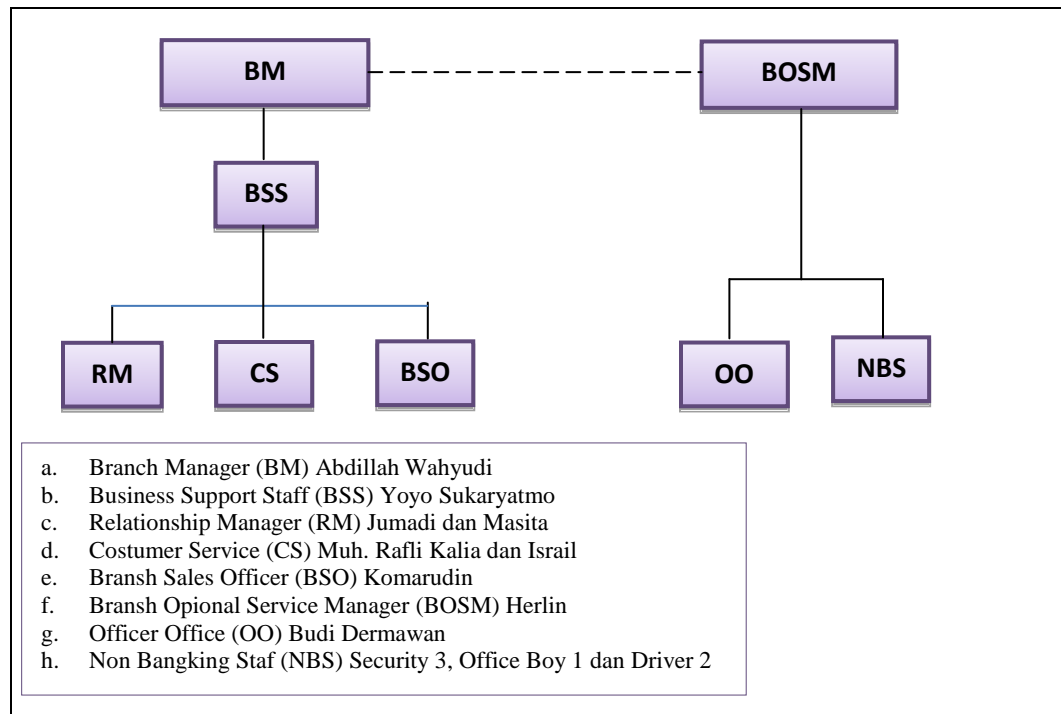 BM
BOSM
BSS
RM
CS
BSO
OO
NBS
a. Branch Manager (BM) Abdillah Wahyudi
b. Business Support Staff (BSS) Yoyo Sukaryatmo
c. Relationship Manager (RM) Jumadi dan Masita
d. Costumer Service (CS) Muh. Rafli Kalia dan Israil
e. Bransh Sales Officer (BSO) Komarudin
f. Bransh Opional Service Manager (BOSM) Herlin
g. Officer Office (OO) Budi Dermawan
h. Non Bangking Staf (NBS) Security 3, Office Boy 1 dan Driver 2